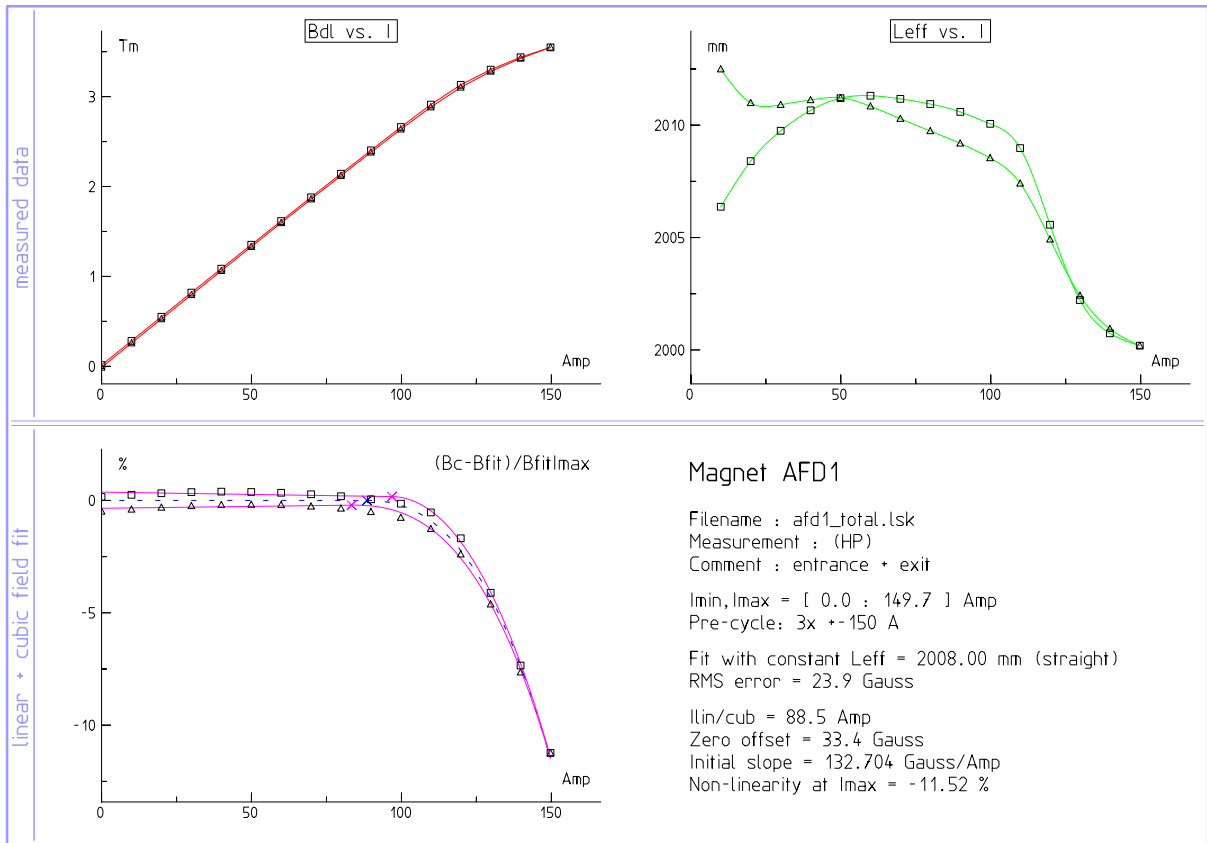 measured data
Bdl vs. I
Tm
3
2
1
0
Amp
0
50
100
150
Leff vs. I
mm
2010
2005
2000
Amp
0
50
100
150
linear + cubic field fit
%
(Bc-Bfit)/BfitImax
0
-5
-10
Amp
0
50
100
150
Magnet AFD1
Filename : afd1_total.lsk
Measurement : (HP)
Comment : entrance + exit
Imin,Imax = [ 0.0 : 149.7 ] Amp
Pre-cycle: 3x +-150 A
Fit with constant Leff = 2008.00 mm (straight)
RMS error = 23.9 Gauss
Ilin/cub = 88.5 Amp
Zero offset = 33.4 Gauss
Initial slope = 132.704 Gauss/Amp
Non-linearity at Imax = -11.52 %